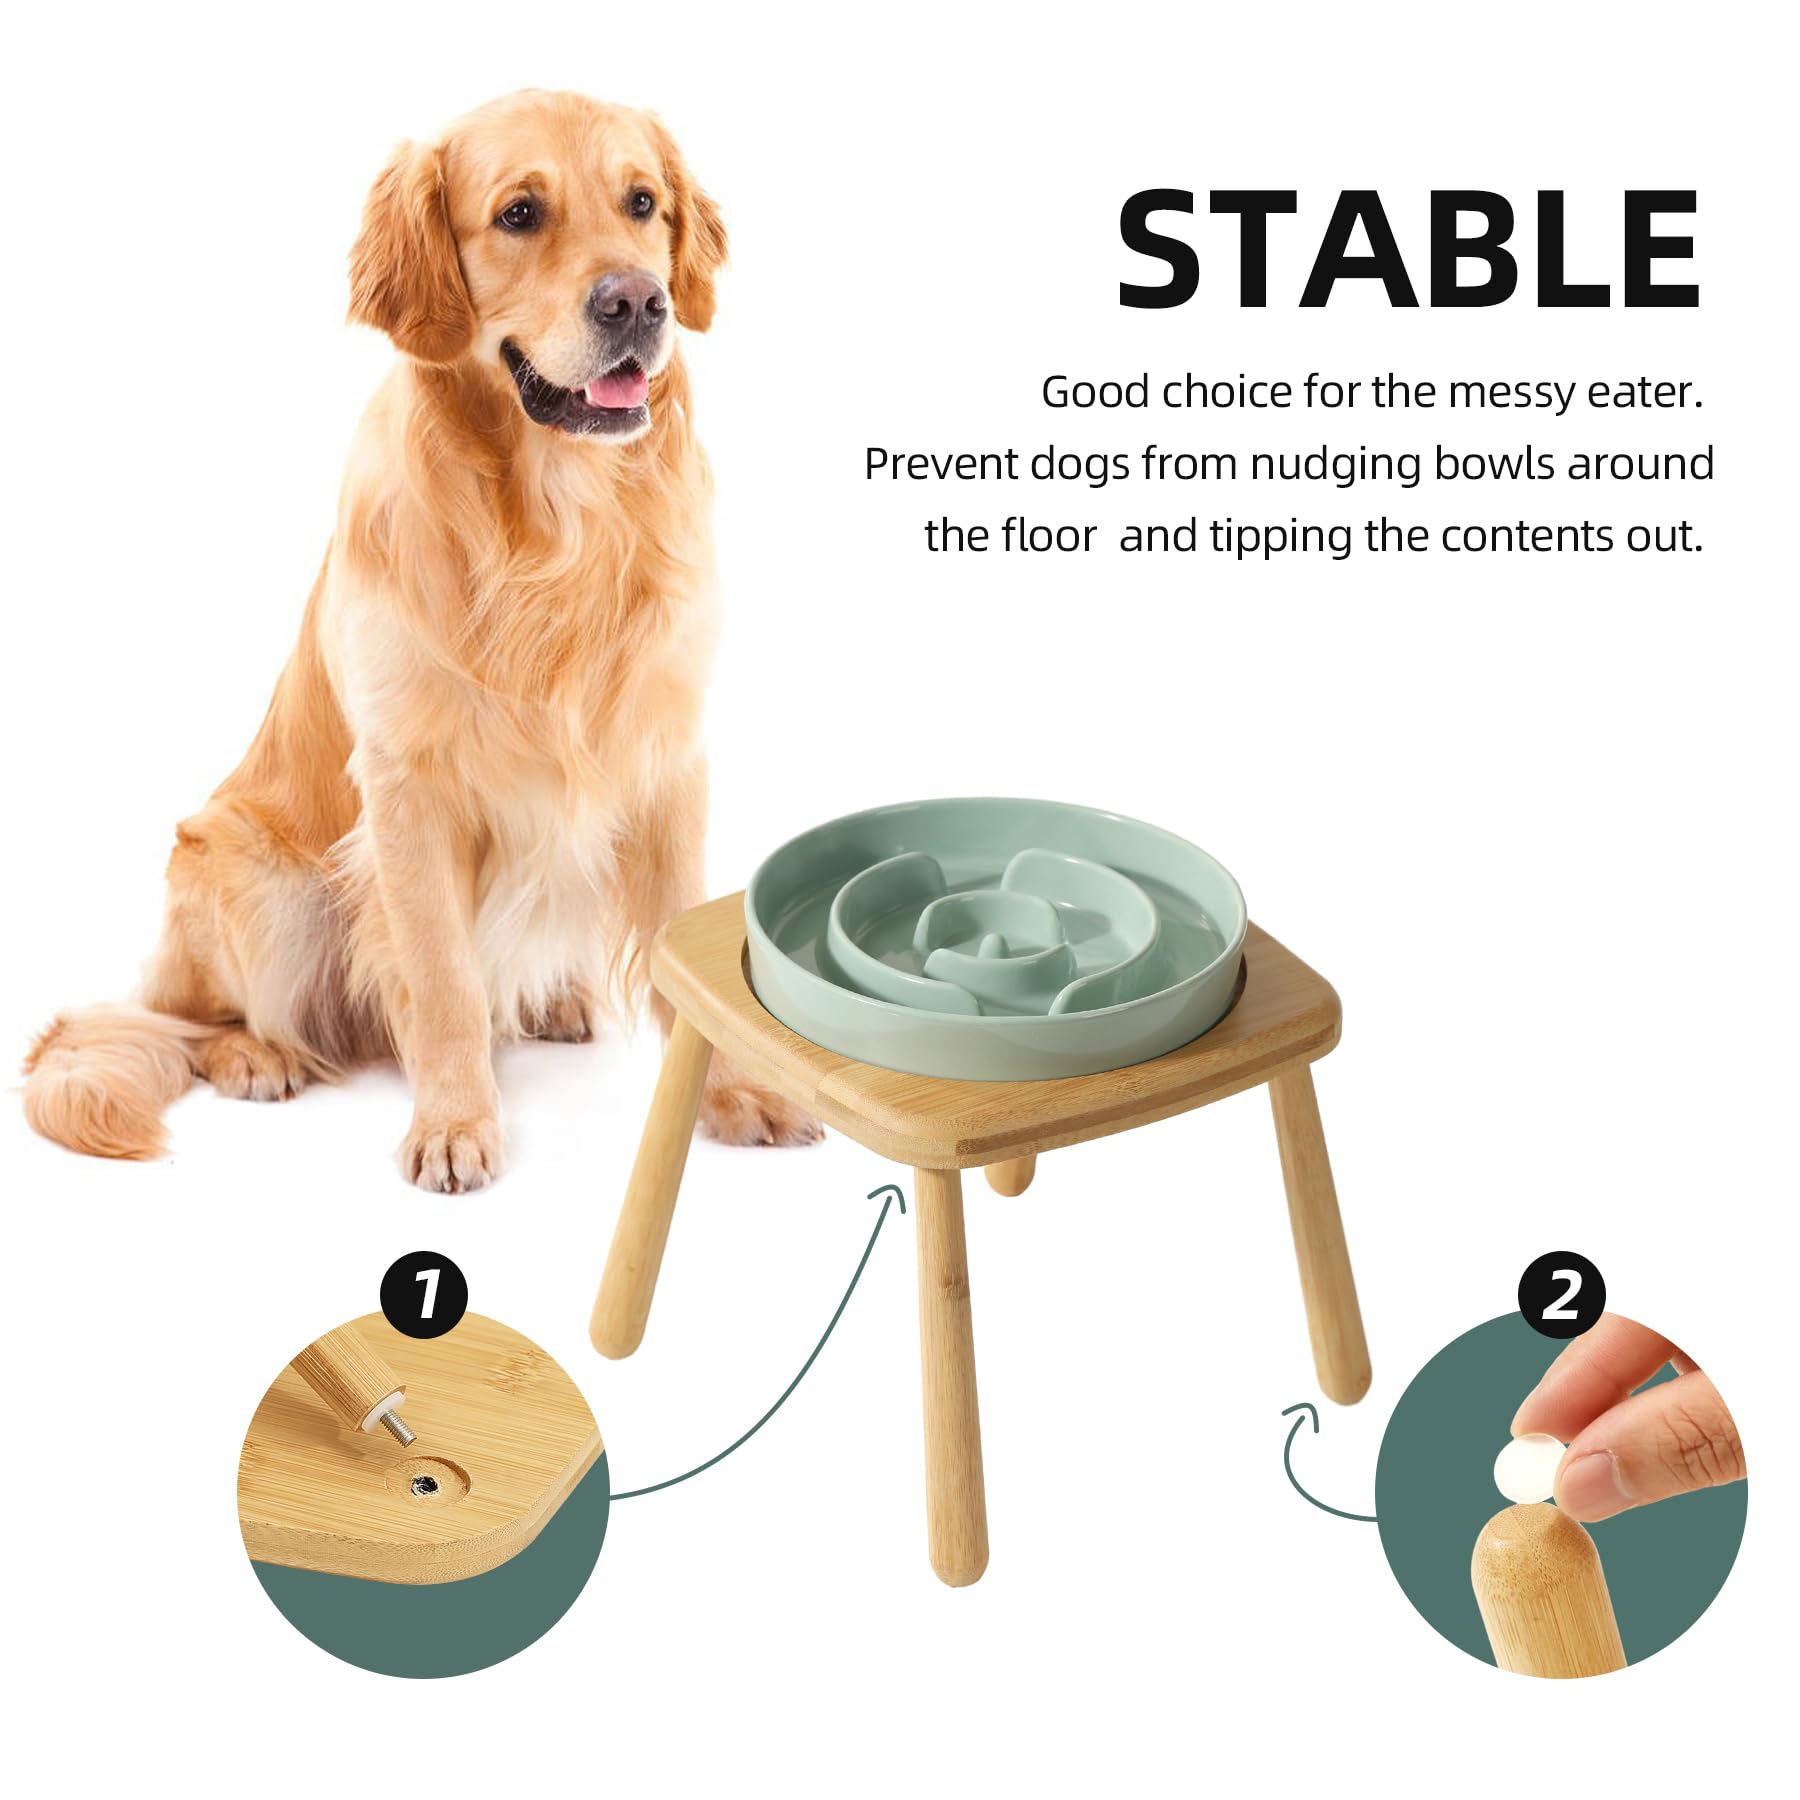 STABLE
Good choice for the messy eater.
Prevent dogs from nudging bowls around
the floor  and tipping the contents out.
1
2